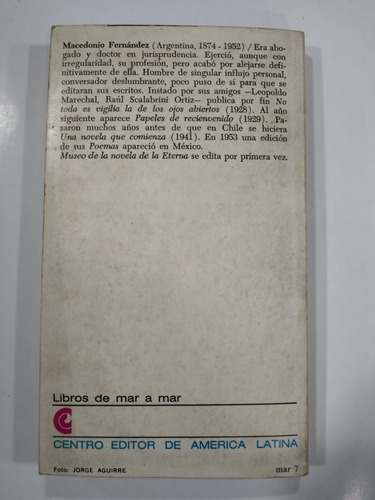 Macedonio Fernández (Argentina, 1874 - 1952) / Era abo-
gado y doctor en jurisprudencia. Ejerció, aunque con
irregularidad, su profesión, pero acabó por alejarse defi-
nitivamente de ella. Hombre de singular influjo personal,
conversador deslumbrante, poco puso de sí para que se
editaran sus escritos. Instado por sus amigos —Leopoldo
Marechal, Raúl Scalabrini Ortiz— publica por fin No
toda es vigilia la de los ojos abiertos (1928). Al año
siguiente aparece Papeles de recienvenido (1929). Pa-
saron muchos años antes de que en Chile se hiciera
Una novela que comienza (1941). En 1953 una edición
de sus Poemas apareció en México.
Museo de la novela de la Eterna se edita por primera vez.
Libros de mar a mar
CENTRO EDITOR DE AMERICA LATINA
Foto: JORGE AGUIRRE
mar 7